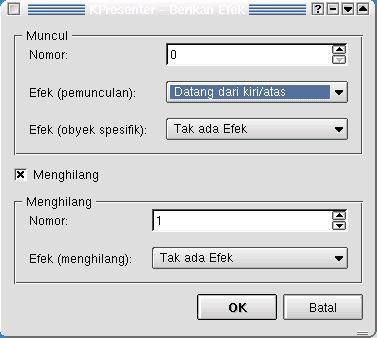 KPresenter - Berikan Efek
Muncul
Nomor: 0
Efek (pemunculan): Datang dari kiri/atas
Efek (obyek spesifik): Tak ada Efek
Menghilang
Menghilang
Nomor: 1
Efek (menghilang): Tak ada Efek
OK Batal